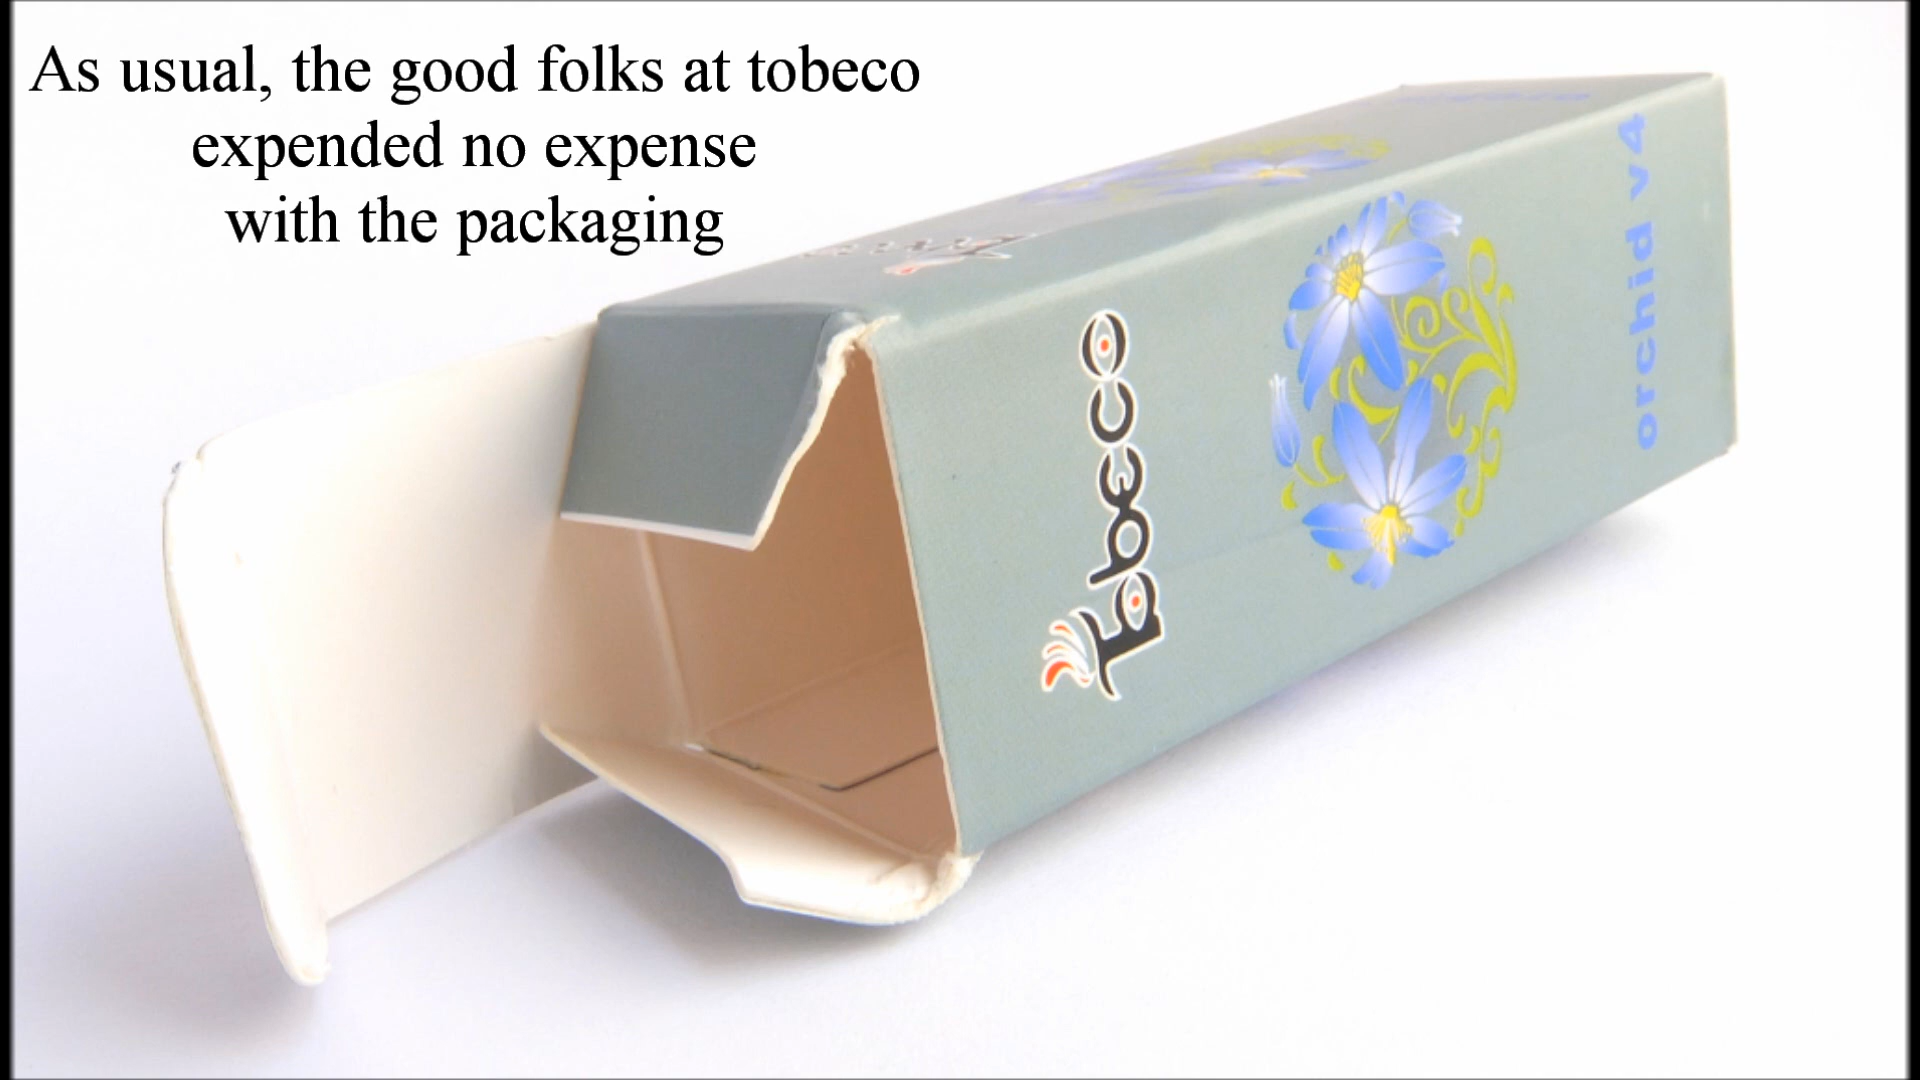 As usual, the good folks at tobeco
expended no expense
with the packaging
Tobeco
orchid v4